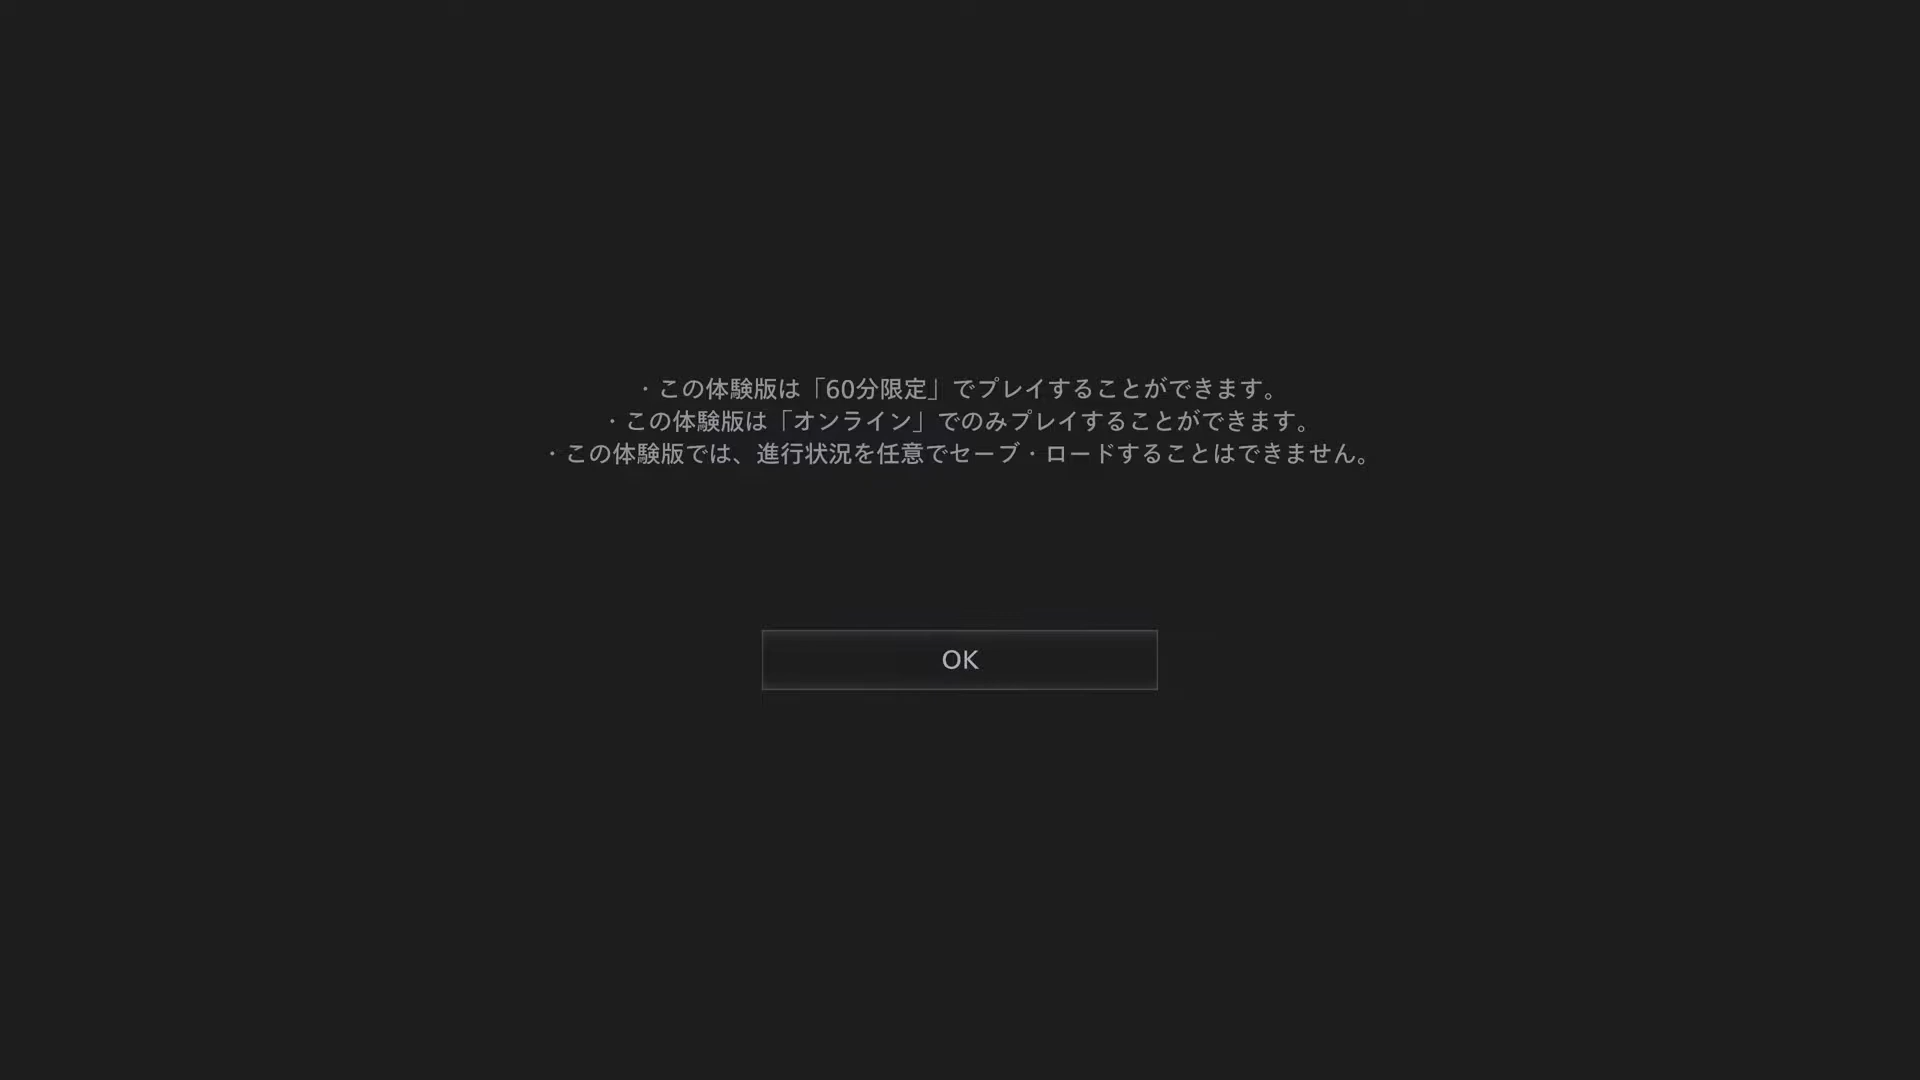 ・この体験版は「60分限定」でプレイすることができます。
・この体験版は「オンライン」でのみプレイすることができます。
・この体験版では、進行状況を任意でセーブ・ロードすることはできません。
OK